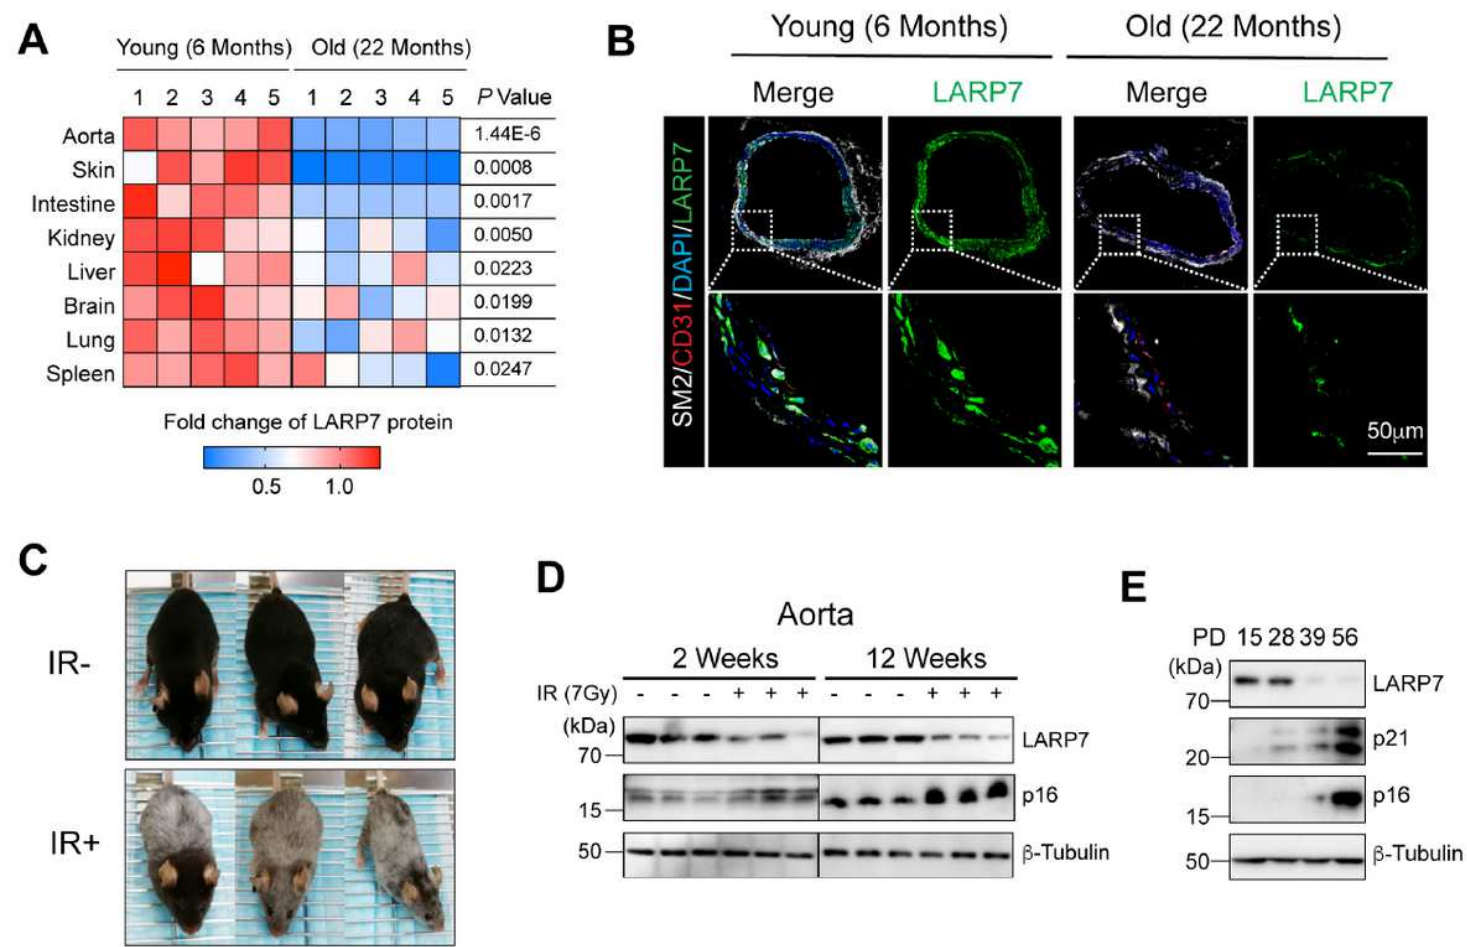 A
Young (6 Months) Old (22 Months)
1 2 3 4 5 1 2 3 4 5 P Value
Aorta 1.44E-6
Skin 0.0008
Intestine 0.0017
Kidney 0.0050
Liver 0.0223
Brain 0.0199
Lung 0.0132
Spleen 0.0247
Fold change of LARP7 protein
0.5 1.0
B
Young (6 Months) Old (22 Months)
Merge LARP7 Merge LARP7
SM2/CD31/DAPI/LARP7
50μm
C
IR-
IR+
D
Aorta
2 Weeks 12 Weeks
IR (7Gy) - - - + + + - - - + + +
(kDa)
70 LARP7
15 p16
50 β-Tubulin
E
PD 15 28 39 56
(kDa)
70 LARP7
20 p21
15 p16
50 β-Tubulin